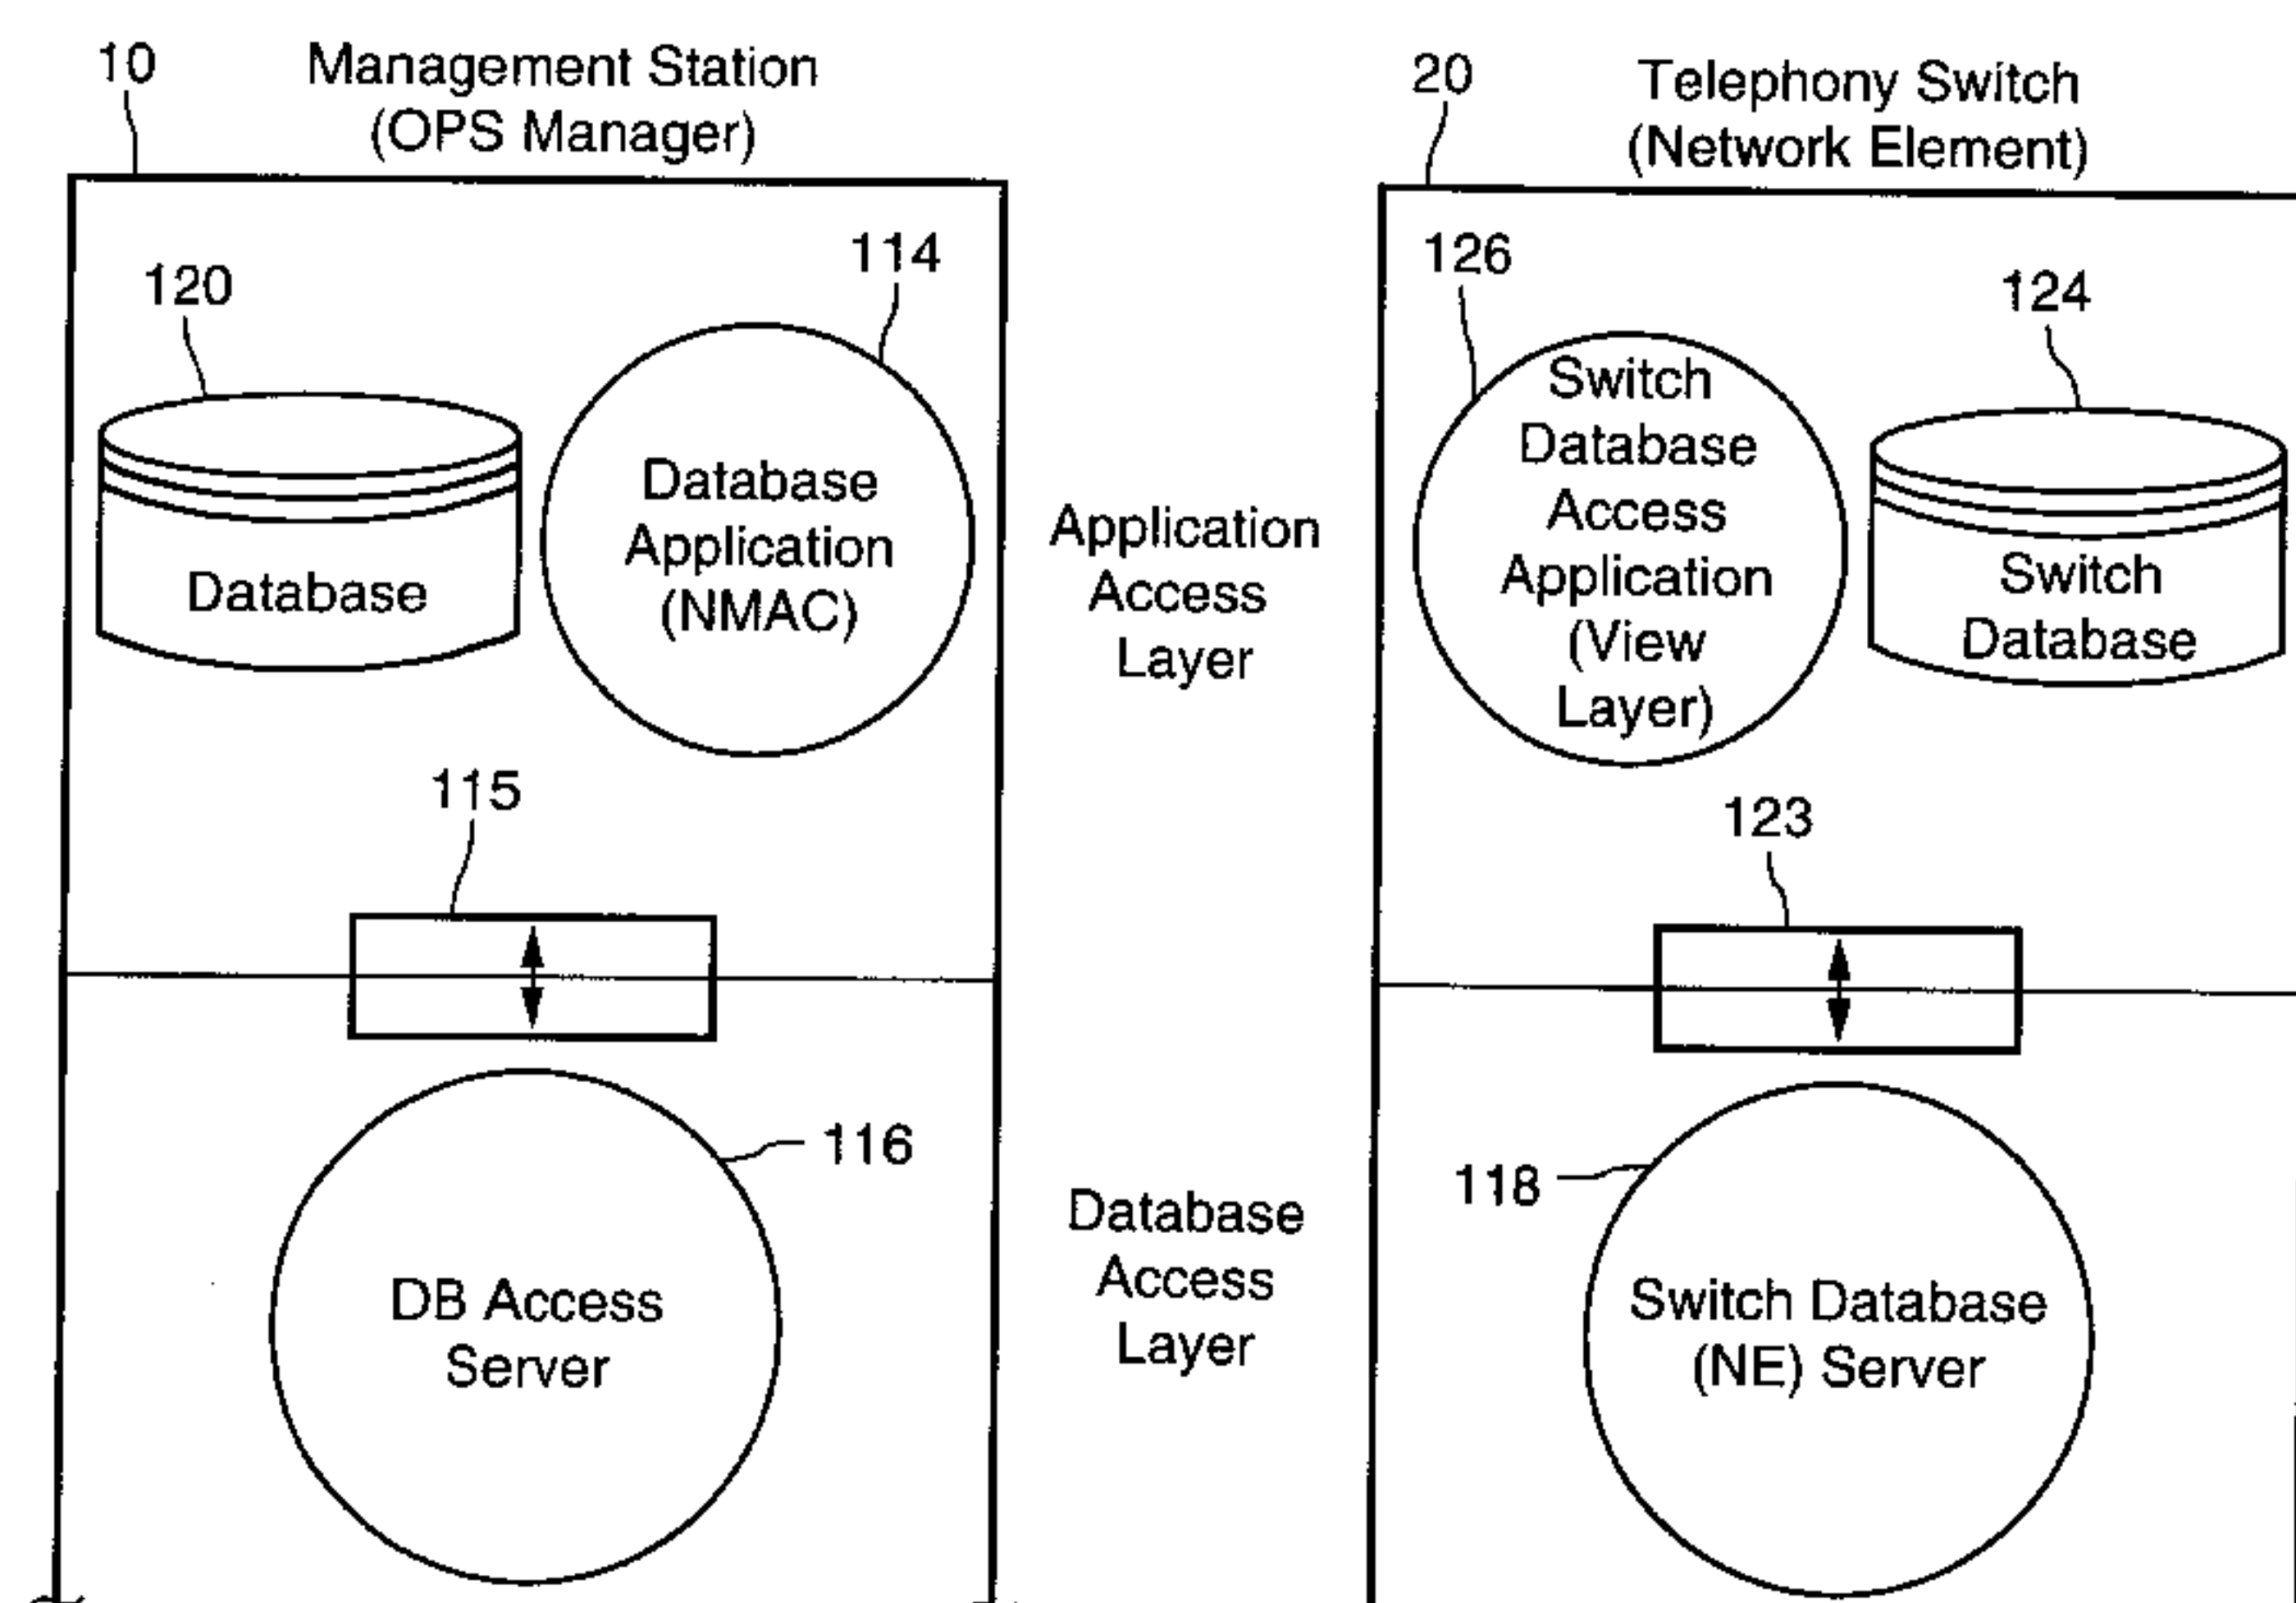 10
Management Station
(OPS Manager)
20
Telephony Switch
(Network Element)
120
114
Database
Database
Application
(NMAC)
Application
Access
Layer
126
124
Switch
Database
Access
Application
(View
Layer)
Switch
Database
115
123
116
DB Access
Server
Database
Access
Layer
118
Switch Database
(NE) Server